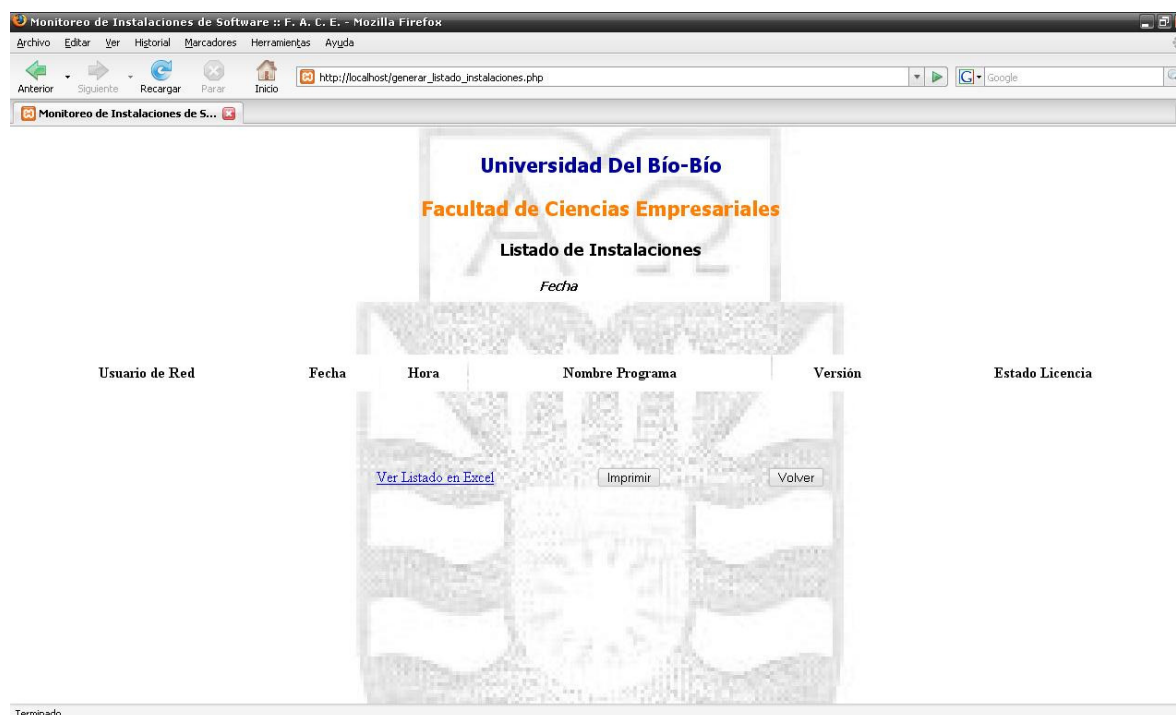 Monitoreo de Instalaciones de Software :: F. A. C. E. - Mozilla Firefox
Archivo Editar Ver Historial Marcadores Herramientas Ayuda
Anterior Siguiente Recargar Parar Inicio http://localhost/generar_listado_instalaciones.php G Google
Monitoreo de Instalaciones de S...
Α Ω
Universidad Del Bío-Bío
Facultad de Ciencias Empresariales
Listado de Instalaciones
Fecha
Usuario de Red Fecha Hora Nombre Programa Versión Estado Licencia
Ver Listado en Excel Imprimir Volver
Terminado